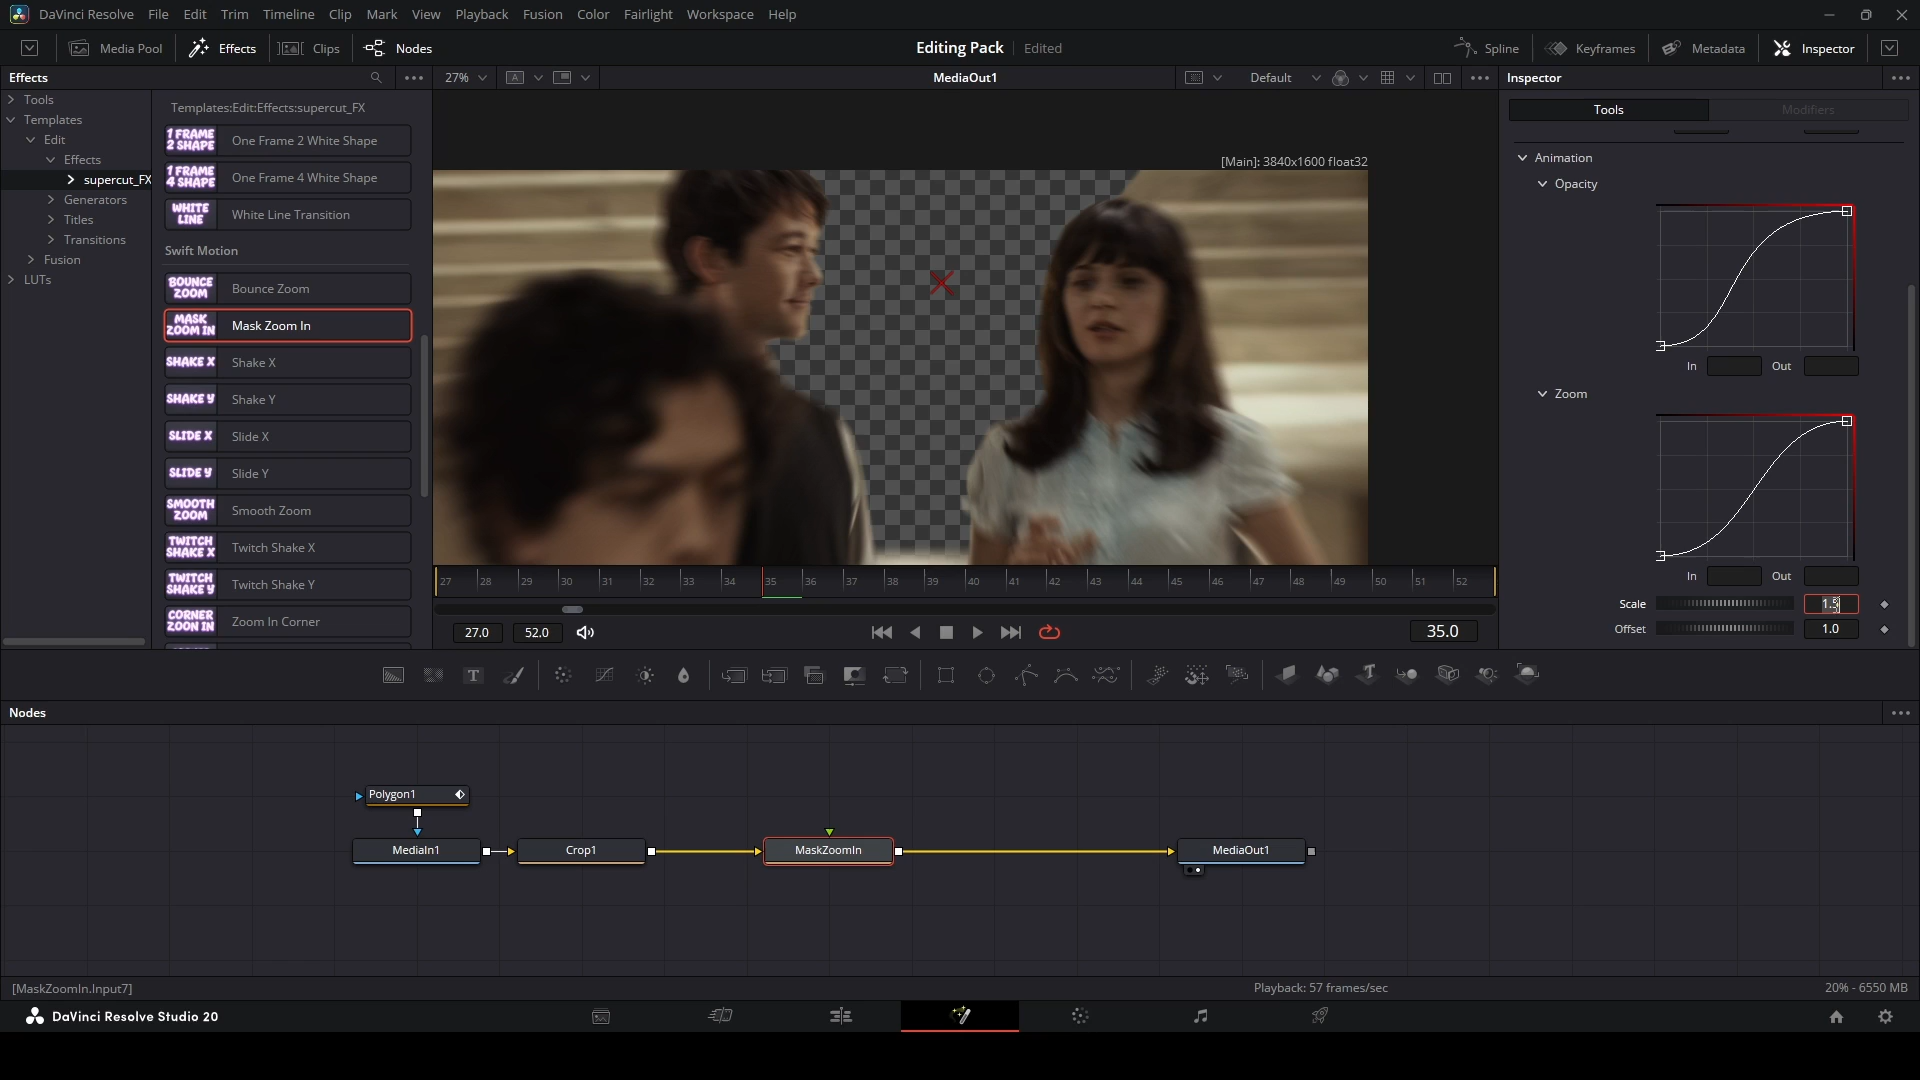 DaVinci Resolve File Edit Trim Timeline Clip Mark View Playback Fusion Color Fairlight Workspace Help
Media Pool Effects Clips Nodes Editing Pack Edited Spline Keyframes Metadata Inspector
Effects 27% A MediaOut1 Default Inspector
Tools
Templates
Edit
Effects
supercut_FX
Generators
Titles
Transitions
Fusion
LUTs
Templates:Edit:Effects:supercut_FX
1 FRAME 2 SHAPE One Frame 2 White Shape
1 FRAME 4 SHAPE One Frame 4 White Shape
WHITE LINE White Line Transition
Swift Motion
BOUNCE ZOOM Bounce Zoom
MASK ZOOM IN Mask Zoom In
SHAKE X Shake X
SHAKE Y Shake Y
SLIDE X Slide X
SLIDE Y Slide Y
SMOOTH ZOOM Smooth Zoom
TWITCH SHAKE X Twitch Shake X
TWITCH SHAKE Y Twitch Shake Y
CORNER ZOON IN Zoom In Corner
[Main]: 3840x1600 float32
27 28 29 30 31 32 33 34 35 36 37 38 39 40 41 42 43 44 45 46 47 48 49 50 51 52
27.0 52.0 35.0
Tools Modifiers
Animation
Opacity
In Out
Zoom
In Out
Scale 1.5
Offset 1.0
T T
Nodes
Polygon1
MediaIn1 Crop1 MaskZoomIn MediaOut1
[MaskZoomIn.Input7] Playback: 57 frames/sec 20% - 6550 MB
DaVinci Resolve Studio 20